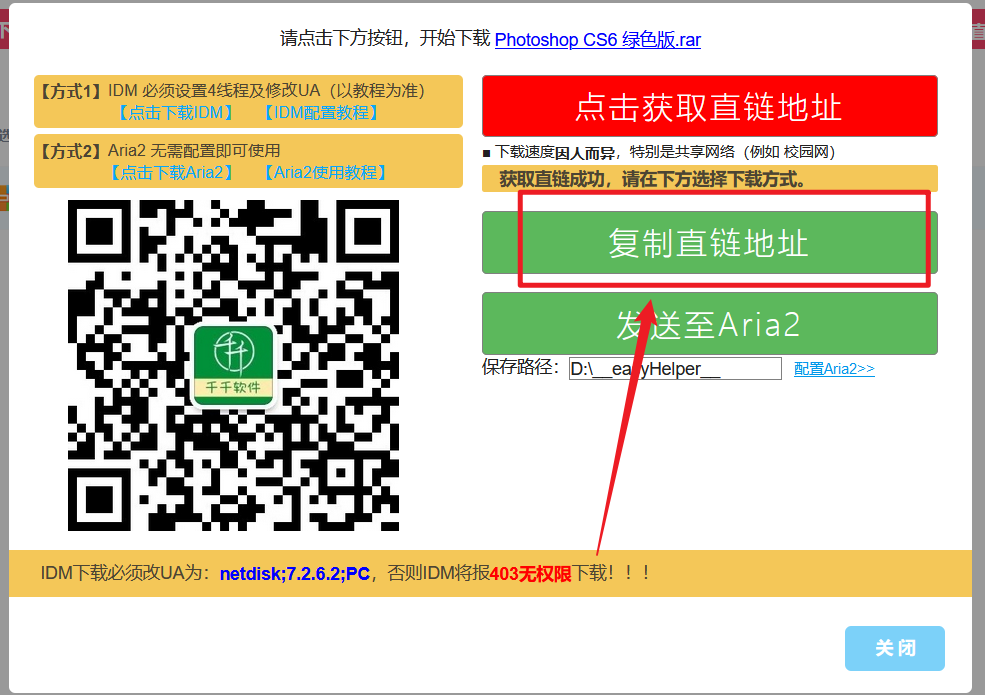 请点击下方按钮，开始下载 Photoshop CS6 绿色版.rar
【方式1】IDM 必须设置4线程及修改UA（以教程为准）
【点击下载IDM】 【IDM配置教程】
【方式2】Aria2 无需配置即可使用
【点击下载Aria2】 【Aria2使用教程】
千千软件
点击获取直链地址
■ 下载速度因人而异，特别是共享网络（例如 校园网）
获取直链成功，请在下方选择下载方式。
复制直链地址
发送至Aria2
保存路径： D:\__easyHelper__ 配置Aria2>>
IDM下载必须改UA为：netdisk;7.2.6.2;PC，否则IDM将报403无权限下载！！！
关闭